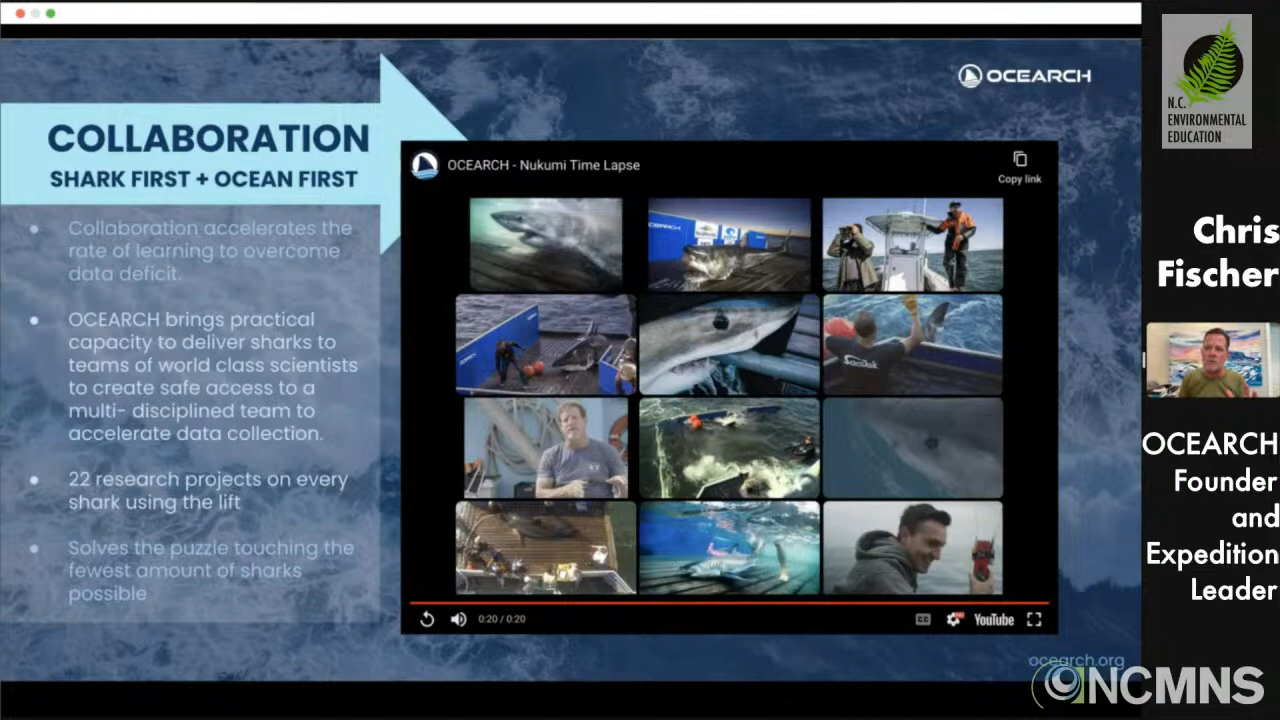 OCEARCH
COLLABORATION
SHARK FIRST + OCEAN FIRST
• Collaboration accelerates the
rate of learning to overcome
data deficit.
• OCEARCH brings practical
capacity to deliver sharks to
teams of world class scientists
to create safe access to a
multi- disciplined team to
accelerate data collection.
• 22 research projects on every
shark using the lift
• Solves the puzzle touching the
fewest amount of sharks
possible
OCEARCH - Nukumi Time Lapse
Copy link
0:20 / 0:20
CC
YouTube
ocearch.org
N.C.
ENVIRONMENTAL
EDUCATION
Chris
Fischer
OCEARCH
Founder
and
Expedition
Leader
NCMNS